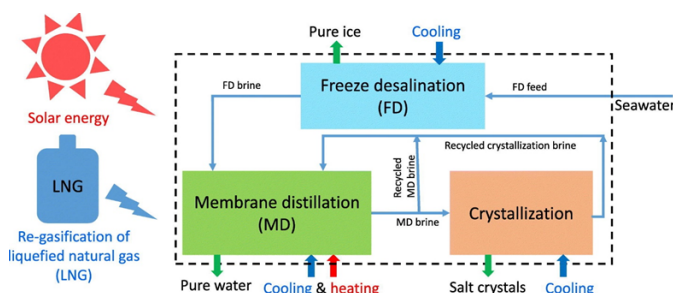 Pure ice
Cooling
Solar energy
LNG
Re-gasification of
liquefied natural gas
(LNG)
FD brine
Freeze desalination
(FD)
FD feed
Seawater
Recycled crystallization brine
Recycled
MD brine
Membrane distillation
(MD)
MD brine
Crystallization
Pure water
Cooling & heating
Salt crystals
Cooling